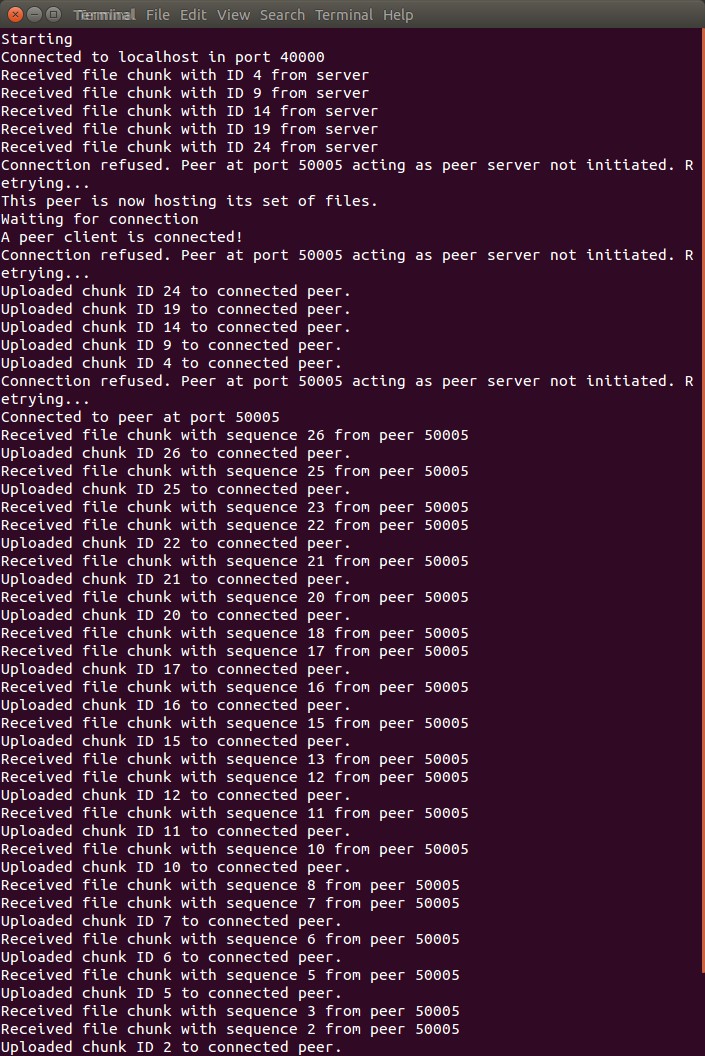 Terminal File Edit View Search Terminal Help
Starting
Connected to localhost in port 40000
Received file chunk with ID 4 from server
Received file chunk with ID 9 from server
Received file chunk with ID 14 from server
Received file chunk with ID 19 from server
Received file chunk with ID 24 from server
Connection refused. Peer at port 50005 acting as peer server not initiated. R
etrying...
This peer is now hosting its set of files.
Waiting for connection
A peer client is connected!
Connection refused. Peer at port 50005 acting as peer server not initiated. R
etrying...
Uploaded chunk ID 24 to connected peer.
Uploaded chunk ID 19 to connected peer.
Uploaded chunk ID 14 to connected peer.
Uploaded chunk ID 9 to connected peer.
Uploaded chunk ID 4 to connected peer.
Connection refused. Peer at port 50005 acting as peer server not initiated. R
etrying...
Connected to peer at port 50005
Received file chunk with sequence 26 from peer 50005
Uploaded chunk ID 26 to connected peer.
Received file chunk with sequence 25 from peer 50005
Uploaded chunk ID 25 to connected peer.
Received file chunk with sequence 23 from peer 50005
Received file chunk with sequence 22 from peer 50005
Uploaded chunk ID 22 to connected peer.
Received file chunk with sequence 21 from peer 50005
Uploaded chunk ID 21 to connected peer.
Received file chunk with sequence 20 from peer 50005
Uploaded chunk ID 20 to connected peer.
Received file chunk with sequence 18 from peer 50005
Received file chunk with sequence 17 from peer 50005
Uploaded chunk ID 17 to connected peer.
Received file chunk with sequence 16 from peer 50005
Uploaded chunk ID 16 to connected peer.
Received file chunk with sequence 15 from peer 50005
Uploaded chunk ID 15 to connected peer.
Received file chunk with sequence 13 from peer 50005
Received file chunk with sequence 12 from peer 50005
Uploaded chunk ID 12 to connected peer.
Received file chunk with sequence 11 from peer 50005
Uploaded chunk ID 11 to connected peer.
Received file chunk with sequence 10 from peer 50005
Uploaded chunk ID 10 to connected peer.
Received file chunk with sequence 8 from peer 50005
Received file chunk with sequence 7 from peer 50005
Uploaded chunk ID 7 to connected peer.
Received file chunk with sequence 6 from peer 50005
Uploaded chunk ID 6 to connected peer.
Received file chunk with sequence 5 from peer 50005
Uploaded chunk ID 5 to connected peer.
Received file chunk with sequence 3 from peer 50005
Received file chunk with sequence 2 from peer 50005
Uploaded chunk ID 2 to connected peer.